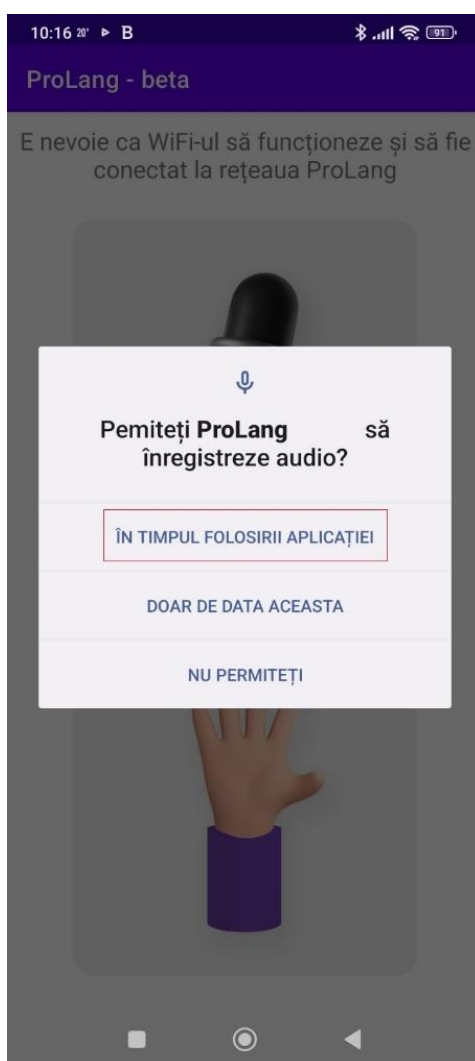 10:16 20° B 91
ProLang - beta
E nevoie ca WiFi-ul să funcționeze și să fie
conectat la rețeaua ProLang
Pemiteți ProLang să
înregistreze audio?
ÎN TIMPUL FOLOSIRII APLICAȚIEI
DOAR DE DATA ACEASTA
NU PERMITEȚI